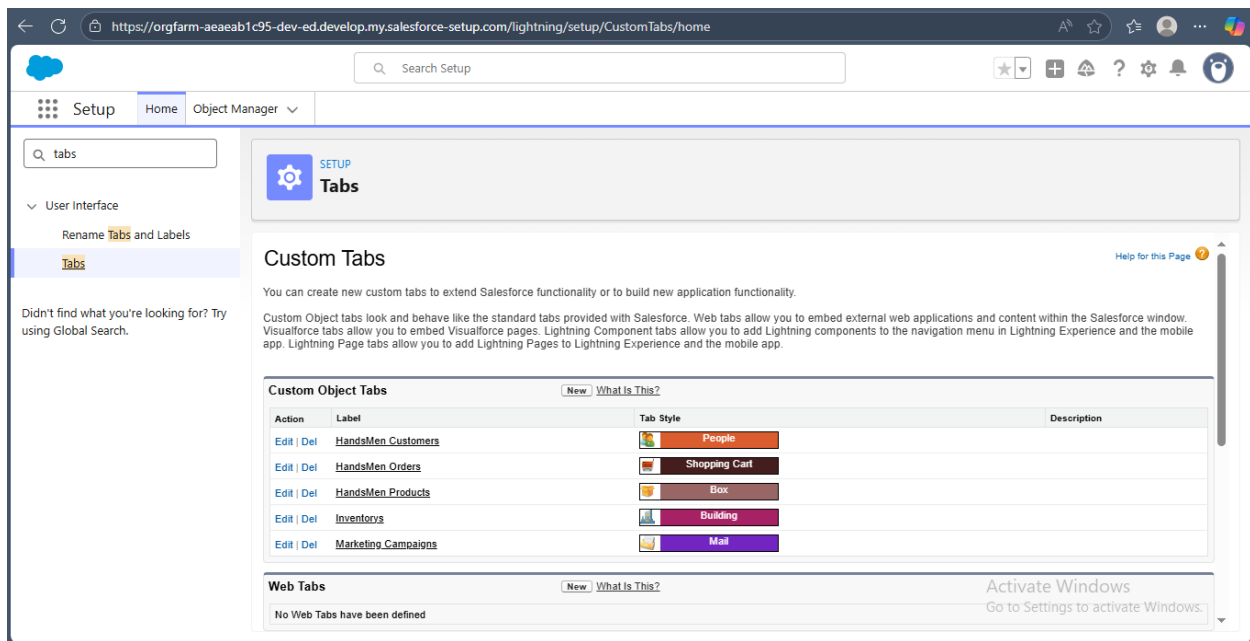 https://orgfarm-aeaeab1c95-dev-ed.develop.my.salesforce-setup.com/lightning/setup/CustomTabs/home
Search Setup
Setup Home Object Manager
tabs
User Interface
Rename Tabs and Labels
Tabs
Didn't find what you're looking for? Try
using Global Search.
SETUP
Tabs
Custom Tabs
Help for this Page
You can create new custom tabs to extend Salesforce functionality or to build new application functionality.
Custom Object tabs look and behave like the standard tabs provided with Salesforce. Web tabs allow you to embed external web applications and content within the Salesforce window.
Visualforce tabs allow you to embed Visualforce pages. Lightning Component tabs allow you to add Lightning components to the navigation menu in Lightning Experience and the mobile
app. Lightning Page tabs allow you to add Lightning Pages to Lightning Experience and the mobile app.
Custom Object Tabs New What Is This?
Action Label Tab Style Description
Edit | Del HandsMen Customers People
Edit | Del HandsMen Orders Shopping Cart
Edit | Del HandsMen Products Box
Edit | Del Inventorys Building
Edit | Del Marketing Campaigns Mail
Web Tabs New What Is This?
No Web Tabs have been defined
Activate Windows
Go to Settings to activate Windows.